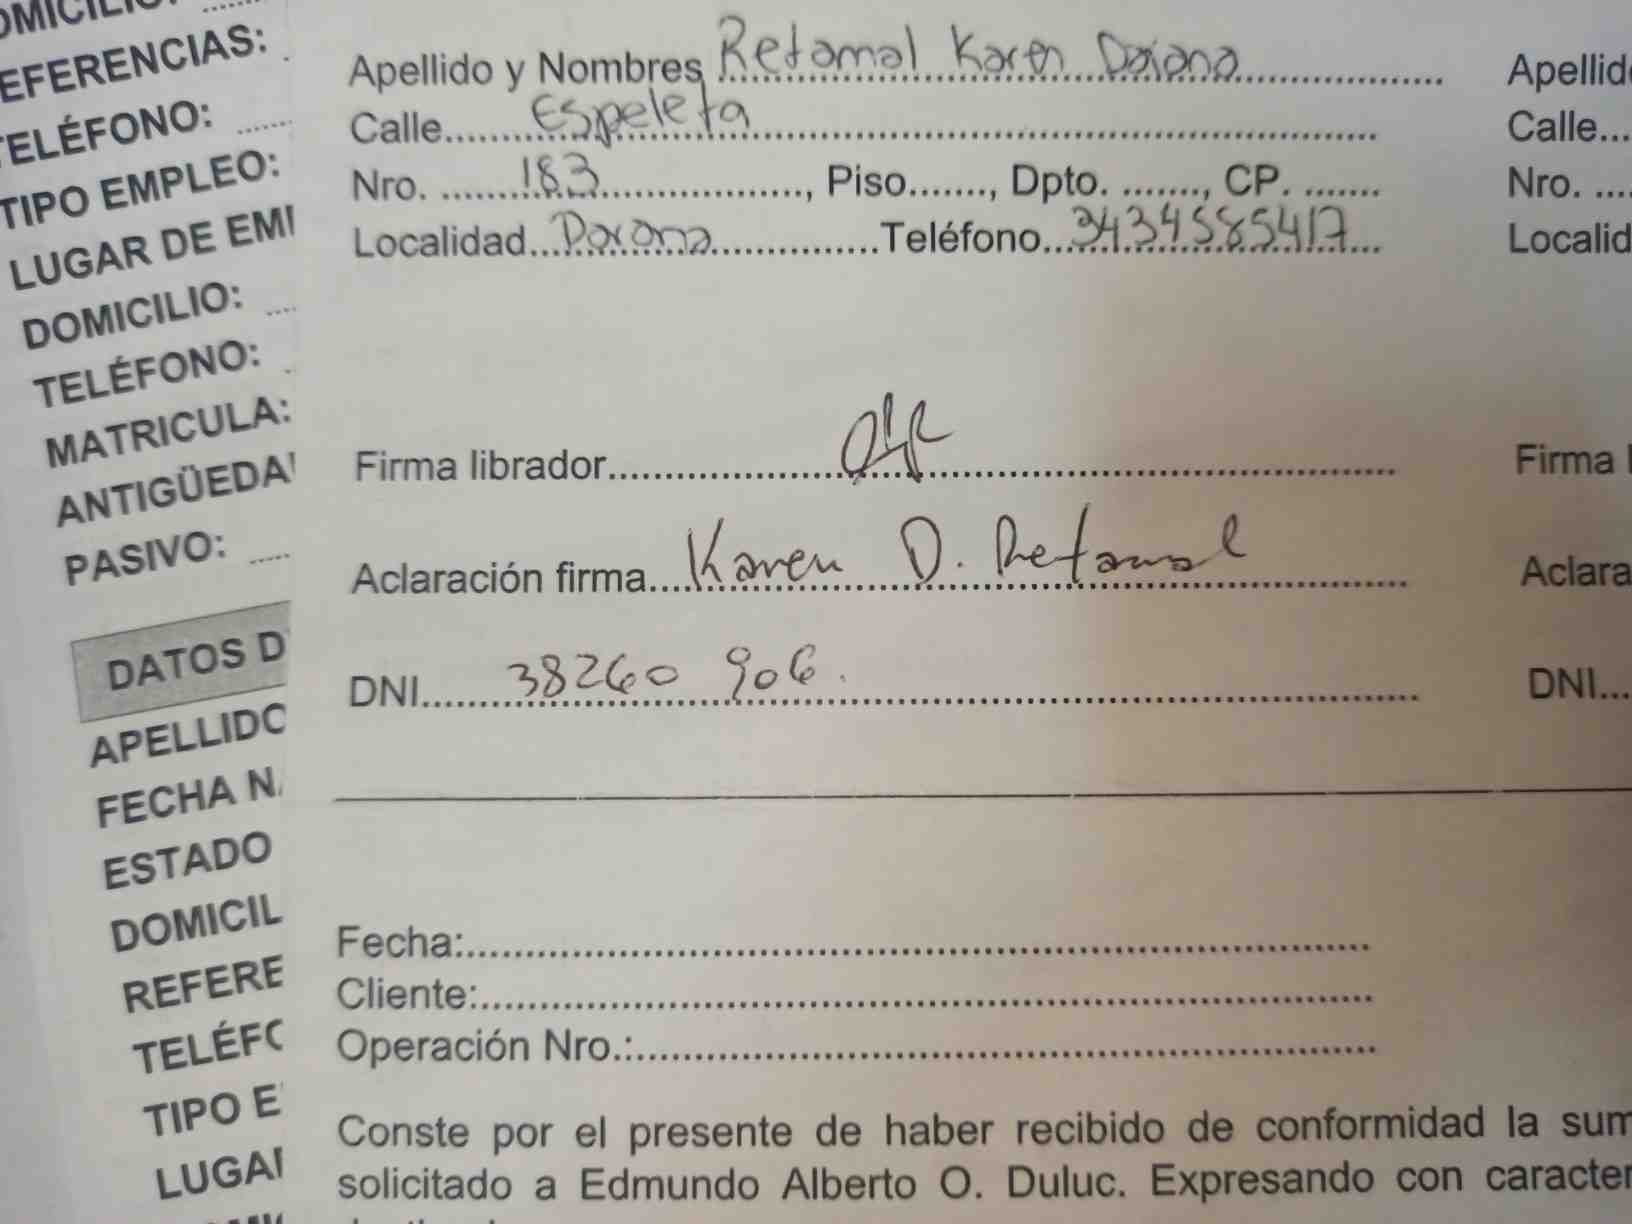 DOMICILIO: ....
EFERENCIAS: .
TELÉFONO: ......
TIPO EMPLEO:
LUGAR DE EM
DOMICILIO: ....
TELÉFONO: .
MATRICULA:
ANTIGÜEDA
PASIVO: ....
DATOS D
APELLIDO
FECHA N
ESTADO
DOMICIL
REFERE
TELÉFO
TIPO E
LUGA
Apellido y Nombres Retamal Karen Daiana
Calle Espeleta
Nro. 183, Piso......., Dpto. ......., CP. .......
Localidad Parana Teléfono 3434585417
Firma librador
Aclaración firma Karen D. Retamal
DNI 38260 906.
Fecha:
Cliente:
Operación Nro.:
Conste por el presente de haber recibido de conformidad la sum
solicitado a Edmundo Alberto O. Duluc. Expresando con caracter
Apellid
Calle...
Nro. ....
Localid
Firma
Aclara
DNI...